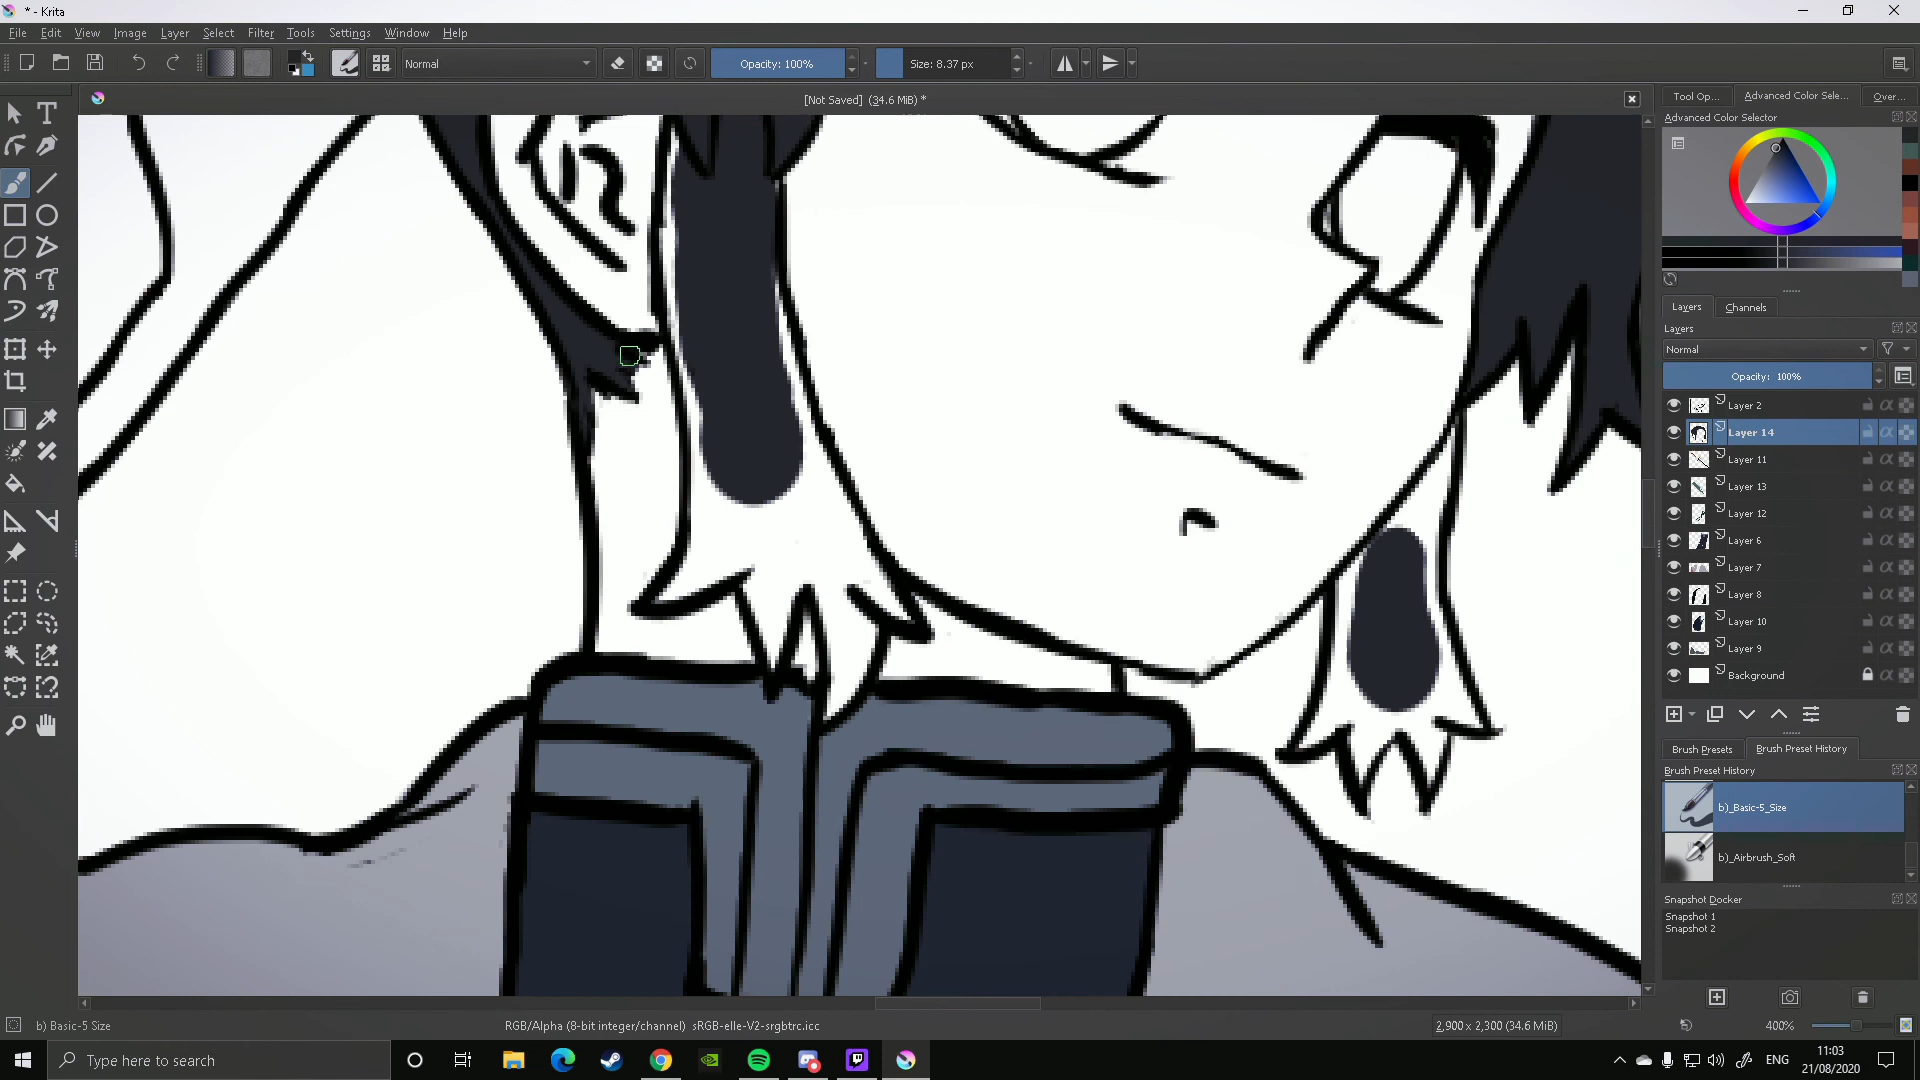 * - Krita
File Edit View Image Layer Select Filter Tools Settings Window Help
Normal
Opacity: 100%
Size: 8.37 px
[Not Saved] (34.6 MiB) *
Tool Op...
Advanced Color Sele...
Over...
Advanced Color Selector
Layers
Channels
Layers
Normal
Opacity: 100%
Layer 2
Layer 14
Layer 11
Layer 13
Layer 12
Layer 6
Layer 7
Layer 8
Layer 10
Layer 9
Background
Brush Presets
Brush Preset History
Brush Preset History
b)_Basic-5_Size
b)_Airbrush_Soft
Snapshot Docker
Snapshot 1
Snapshot 2
b) Basic-5 Size
RGB/Alpha (8-bit integer/channel) sRGB-elle-V2-srgbtrc.icc
2,900 x 2,300 (34.6 MiB)
400%
Type here to search
ENG
11:03
21/08/2020